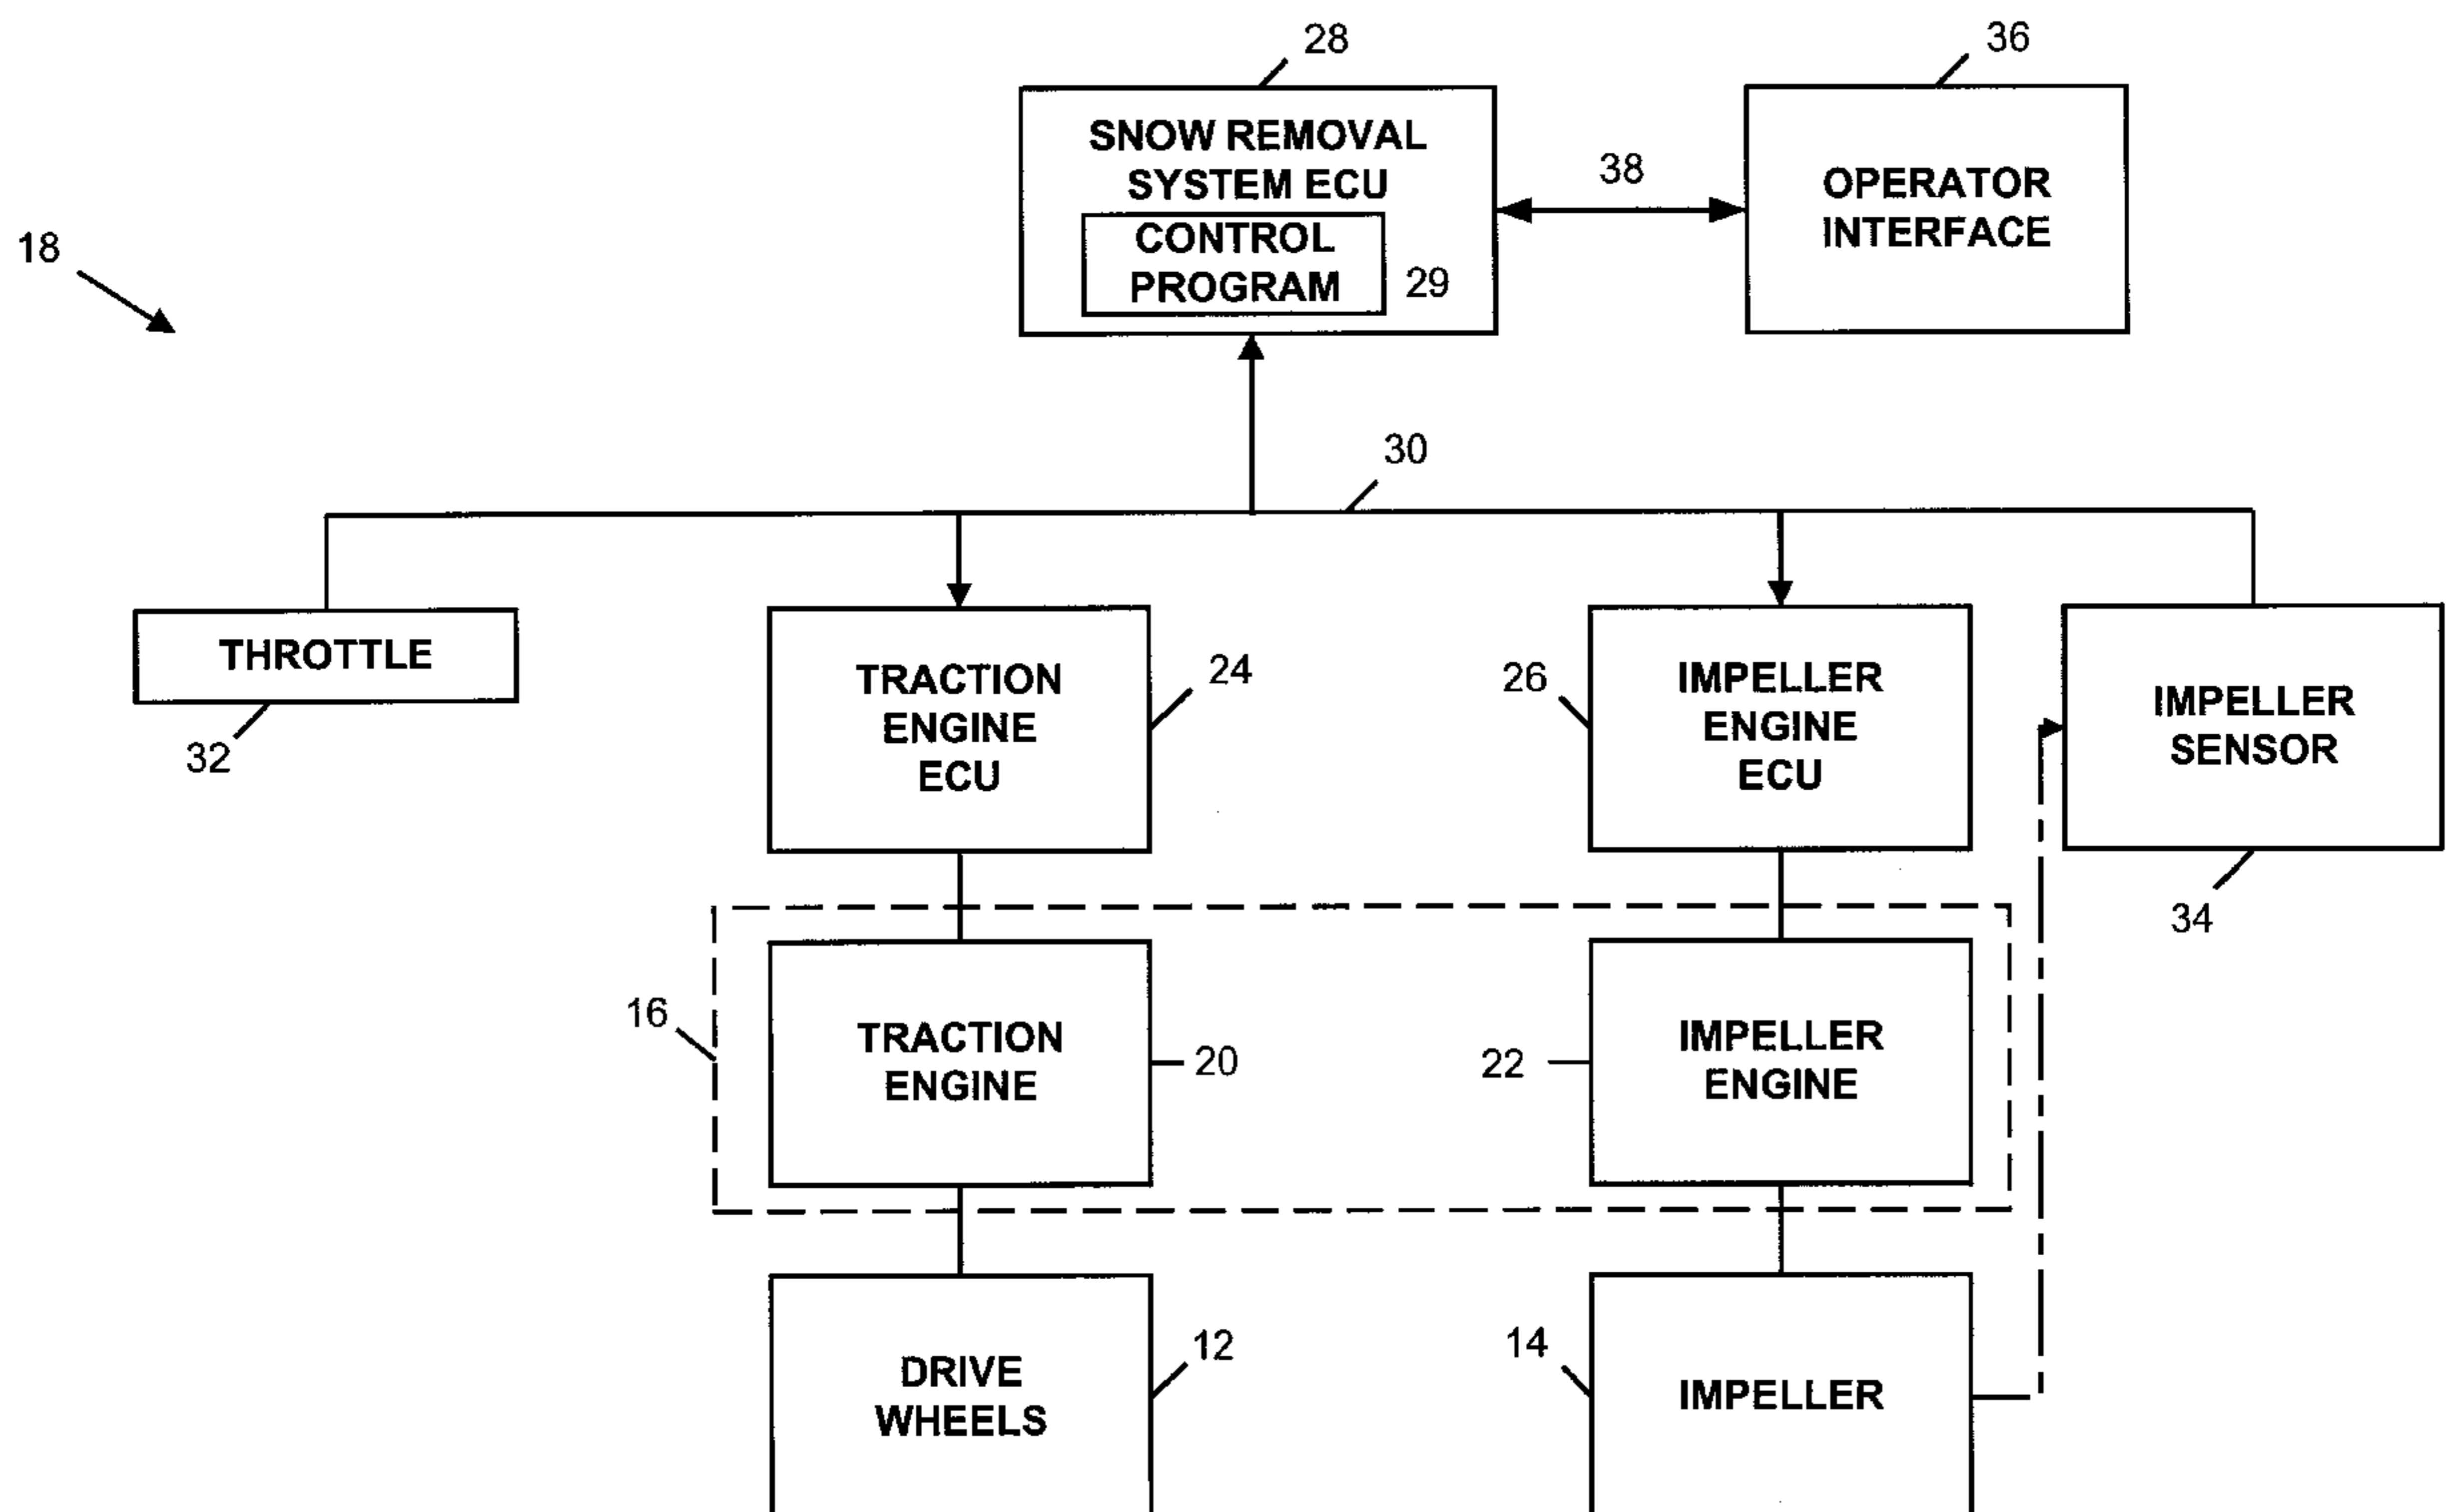 28
36
SNOW REMOVAL
SYSTEM ECU
CONTROL
PROGRAM
29
38
OPERATOR
INTERFACE
18
30
THROTTLE
32
TRACTION
ENGINE
ECU
24
26
IMPELLER
ENGINE
ECU
IMPELLER
SENSOR
34
16
TRACTION
ENGINE
20
22
IMPELLER
ENGINE
DRIVE
WHEELS
12
14
IMPELLER